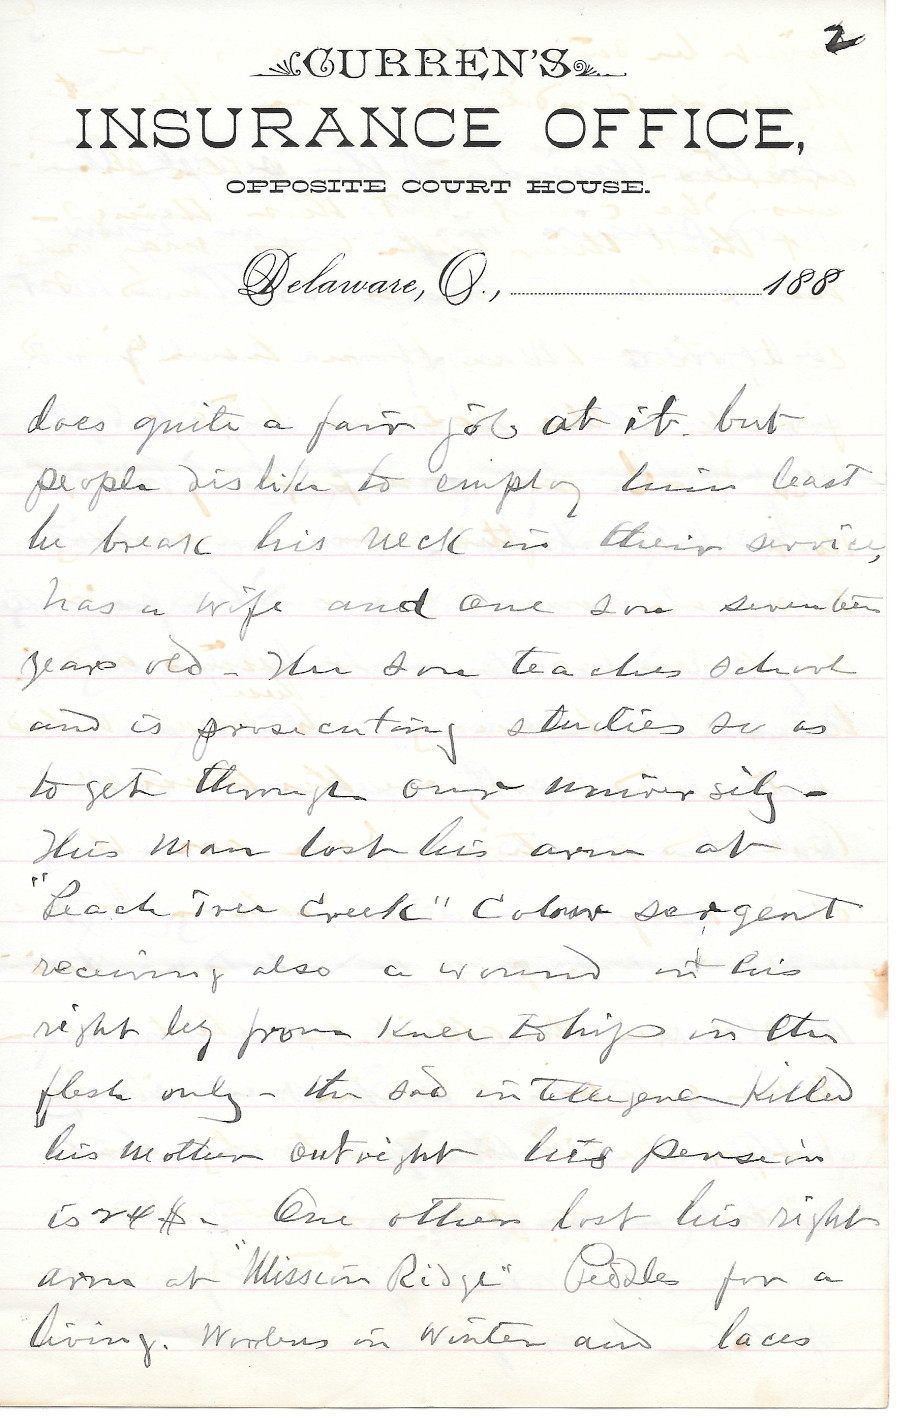 2
CURREN'S
INSURANCE OFFICE,
OPPOSITE COURT HOUSE.
Delaware, O., 188
does quite a fair job at it. but
people dislike to employ him least
he break his neck in their service,
has a wife and one son seventeen
years old - The son teaches school
and is prosecuting studies so as
to get through our university -
This man lost his arm at
"Peach Tree Creek" Colour sergent
receiving also a wound in his
right leg from knee to hip in the
flesh only - the sad intelligence killed
his mother outright his pension
is 24 $ - One other lost his right
arm at "Mission Ridge" Peddles for a
living. Woolens in winter and laces